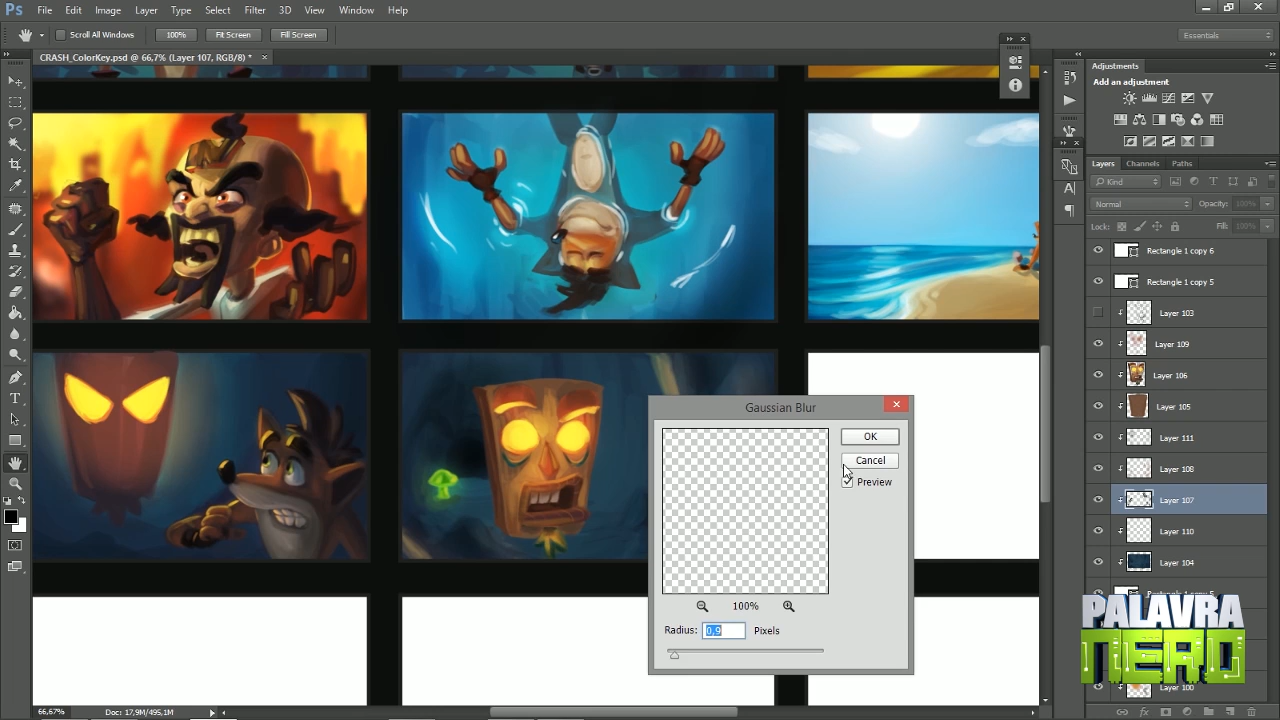 Ps File Edit Image Layer Type Select Filter 3D View Window Help
Scroll All Windows 100% Fit Screen Fill Screen Essentials
CRASH_ColorKey.psd @ 66,7% (Layer 107, RGB/8) * ×
Adjustments
Add an adjustment
Layers Channels Paths
Kind
Normal Opacity: 100%
Lock: Fill: 100%
Rectangle 1 copy 6
Rectangle 1 copy 5
Layer 103
Layer 109
Layer 106
Layer 105
Layer 111
Layer 108
Layer 107
Layer 110
Layer 104
Layer 100
Gaussian Blur
OK
Cancel
Preview
100%
Radius: 0,9 Pixels
PALAVRA
NERD
66,67% Doc: 17,9M/495,1M